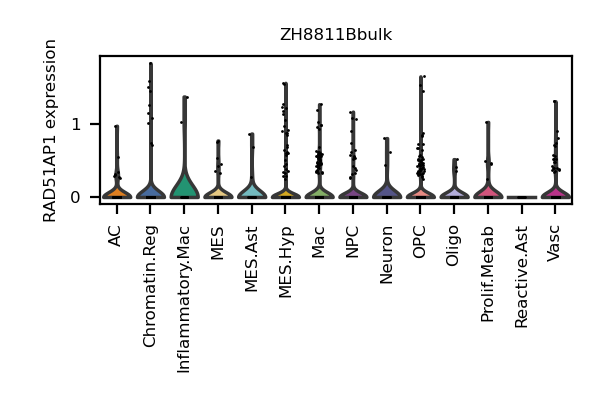 ZH8811Bbulk
RAD51AP1 expression
1
0
AC
Chromatin.Reg
Inflammatory.Mac
MES
MES.Ast
MES.Hyp
Mac
NPC
Neuron
OPC
Oligo
Prolif.Metab
Reactive.Ast
Vasc